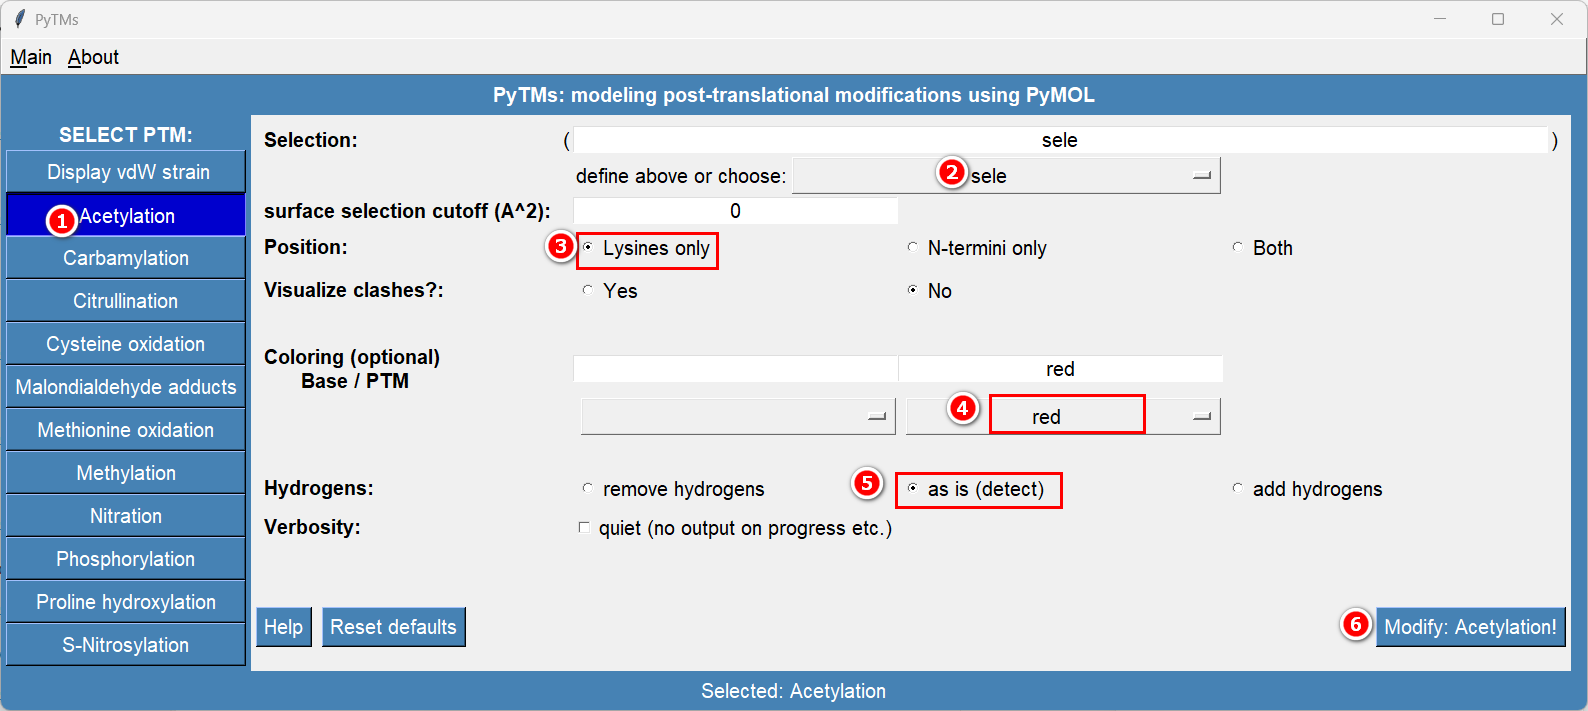 PyTMs
Main About
PyTMs: modeling post-translational modifications using PyMOL
SELECT PTM:
Display vdW strain
1 Acetylation
Carbamylation
Citrullination
Cysteine oxidation
Malondialdehyde adducts
Methionine oxidation
Methylation
Nitration
Phosphorylation
Proline hydroxylation
S-Nitrosylation
Selection: ( sele )
define above or choose: 2 sele
surface selection cutoff (A^2): 0
Position: 3 Lysines only N-termini only Both
Visualize clashes?: Yes No
Coloring (optional)
Base / PTM
red
4 red
Hydrogens: remove hydrogens 5 as is (detect) add hydrogens
Verbosity: quiet (no output on progress etc.)
Help Reset defaults 6 Modify: Acetylation!
Selected: Acetylation